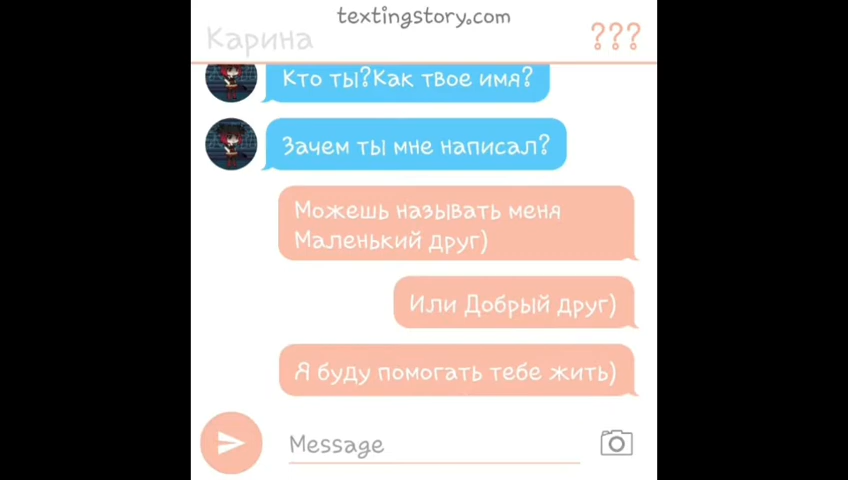 textingstory.com
Карина
???
Кто ты?Как твое имя?
Зачем ты мне написал?
Можешь называть меня
Маленький друг)
Или Добрый друг)
Я буду помогать тебе жить)
Message